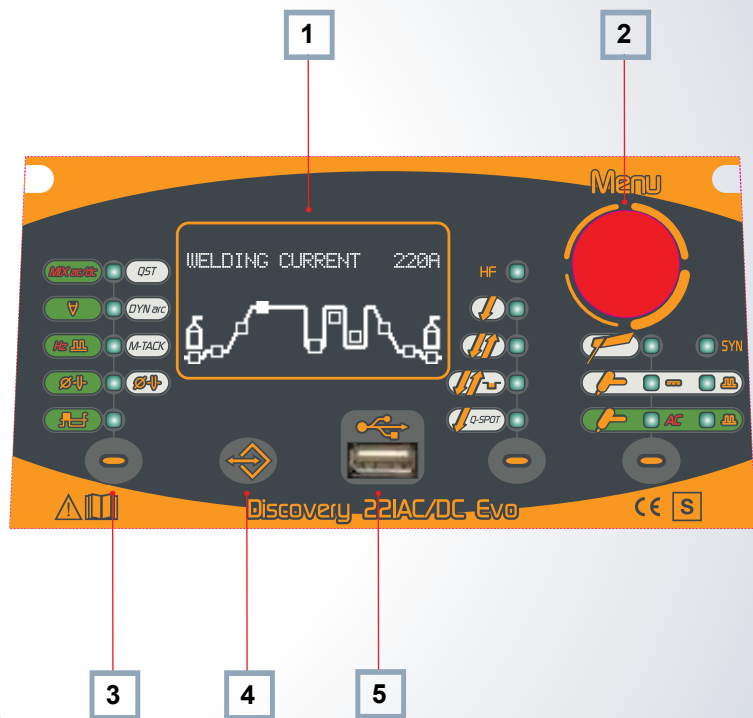 1
2
Menu
WELDING CURRENT 220A
HF
MIX ac/dc
QST
DYN arc
Hz
M-TACK
SYN
AC
Q-SPOT
Discovery 221AC/DC Evo
CE
S
3
4
5